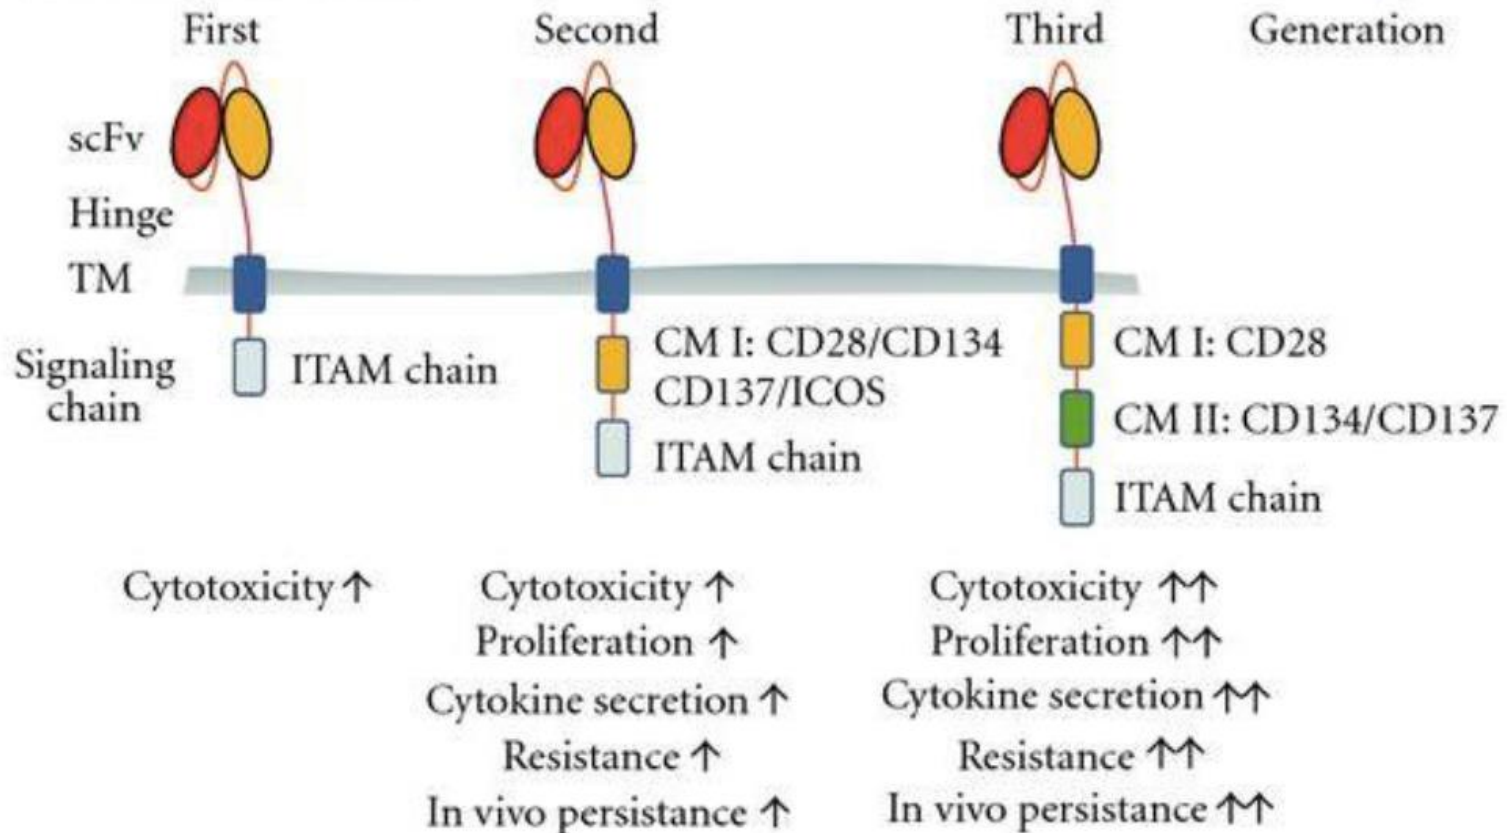 First Second Third Generation
scFv
Hinge
TM
Signaling
chain
ITAM chain
CM I: CD28/CD134
CD137/ICOS
ITAM chain
CM I: CD28
CM II: CD134/CD137
ITAM chain
Cytotoxicity ↑
Cytotoxicity ↑
Proliferation ↑
Cytokine secretion ↑
Resistance ↑
In vivo persistance ↑
Cytotoxicity ↑↑
Proliferation ↑↑
Cytokine secretion ↑↑
Resistance ↑↑
In vivo persistance ↑↑